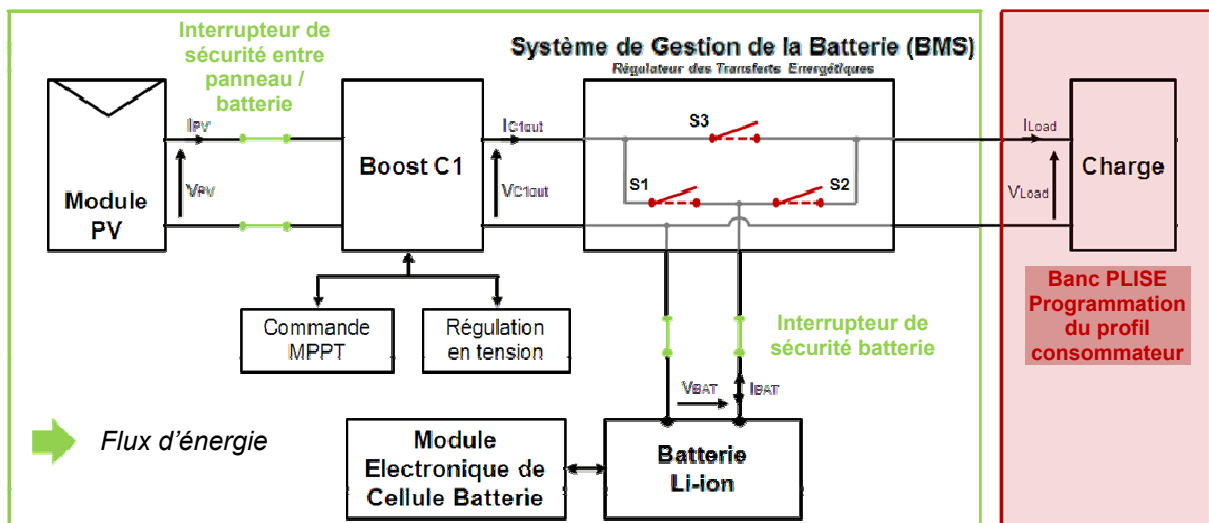 Interrupteur de
sécurité entre
panneau /
batterie
Système de Gestion de la Batterie (BMS)
Régulateur des Transferts Energétiques
IPV
VPV
Module
PV
Boost C1
IC1out
VC1out
S3
S1
S2
ILoad
VLoad
Charge
Commande
MPPT
Régulation
en tension
Interrupteur de
sécurité batterie
Banc PLISE
Programmation
du profil
consommateur
VBAT
IBAT
Flux d’énergie
Module
Electronique de
Cellule Batterie
Batterie
Li-ion